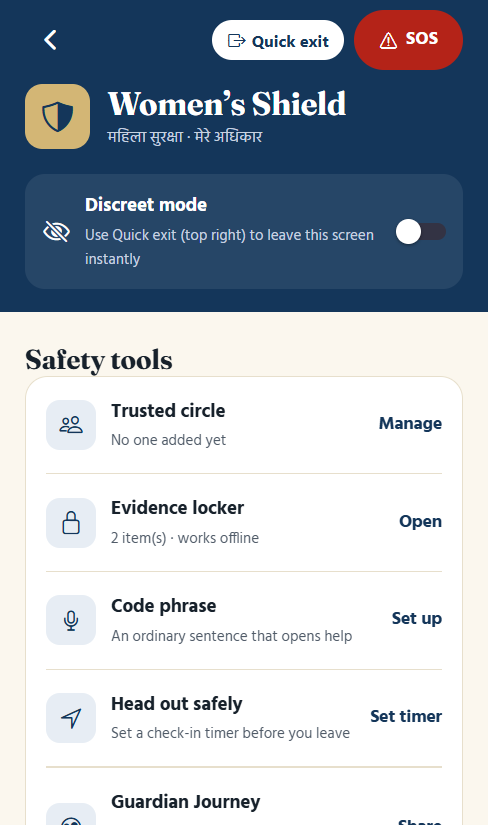 Quick exit
SOS
Women’s Shield
महिला सुरक्षा · मेरे अधिकार
Discreet mode
Use Quick exit (top right) to leave this screen
instantly
Safety tools
Trusted circle
No one added yet
Manage
Evidence locker
2 item(s) · works offline
Open
Code phrase
An ordinary sentence that opens help
Set up
Head out safely
Set a check-in timer before you leave
Set timer
Guardian Journey
Share